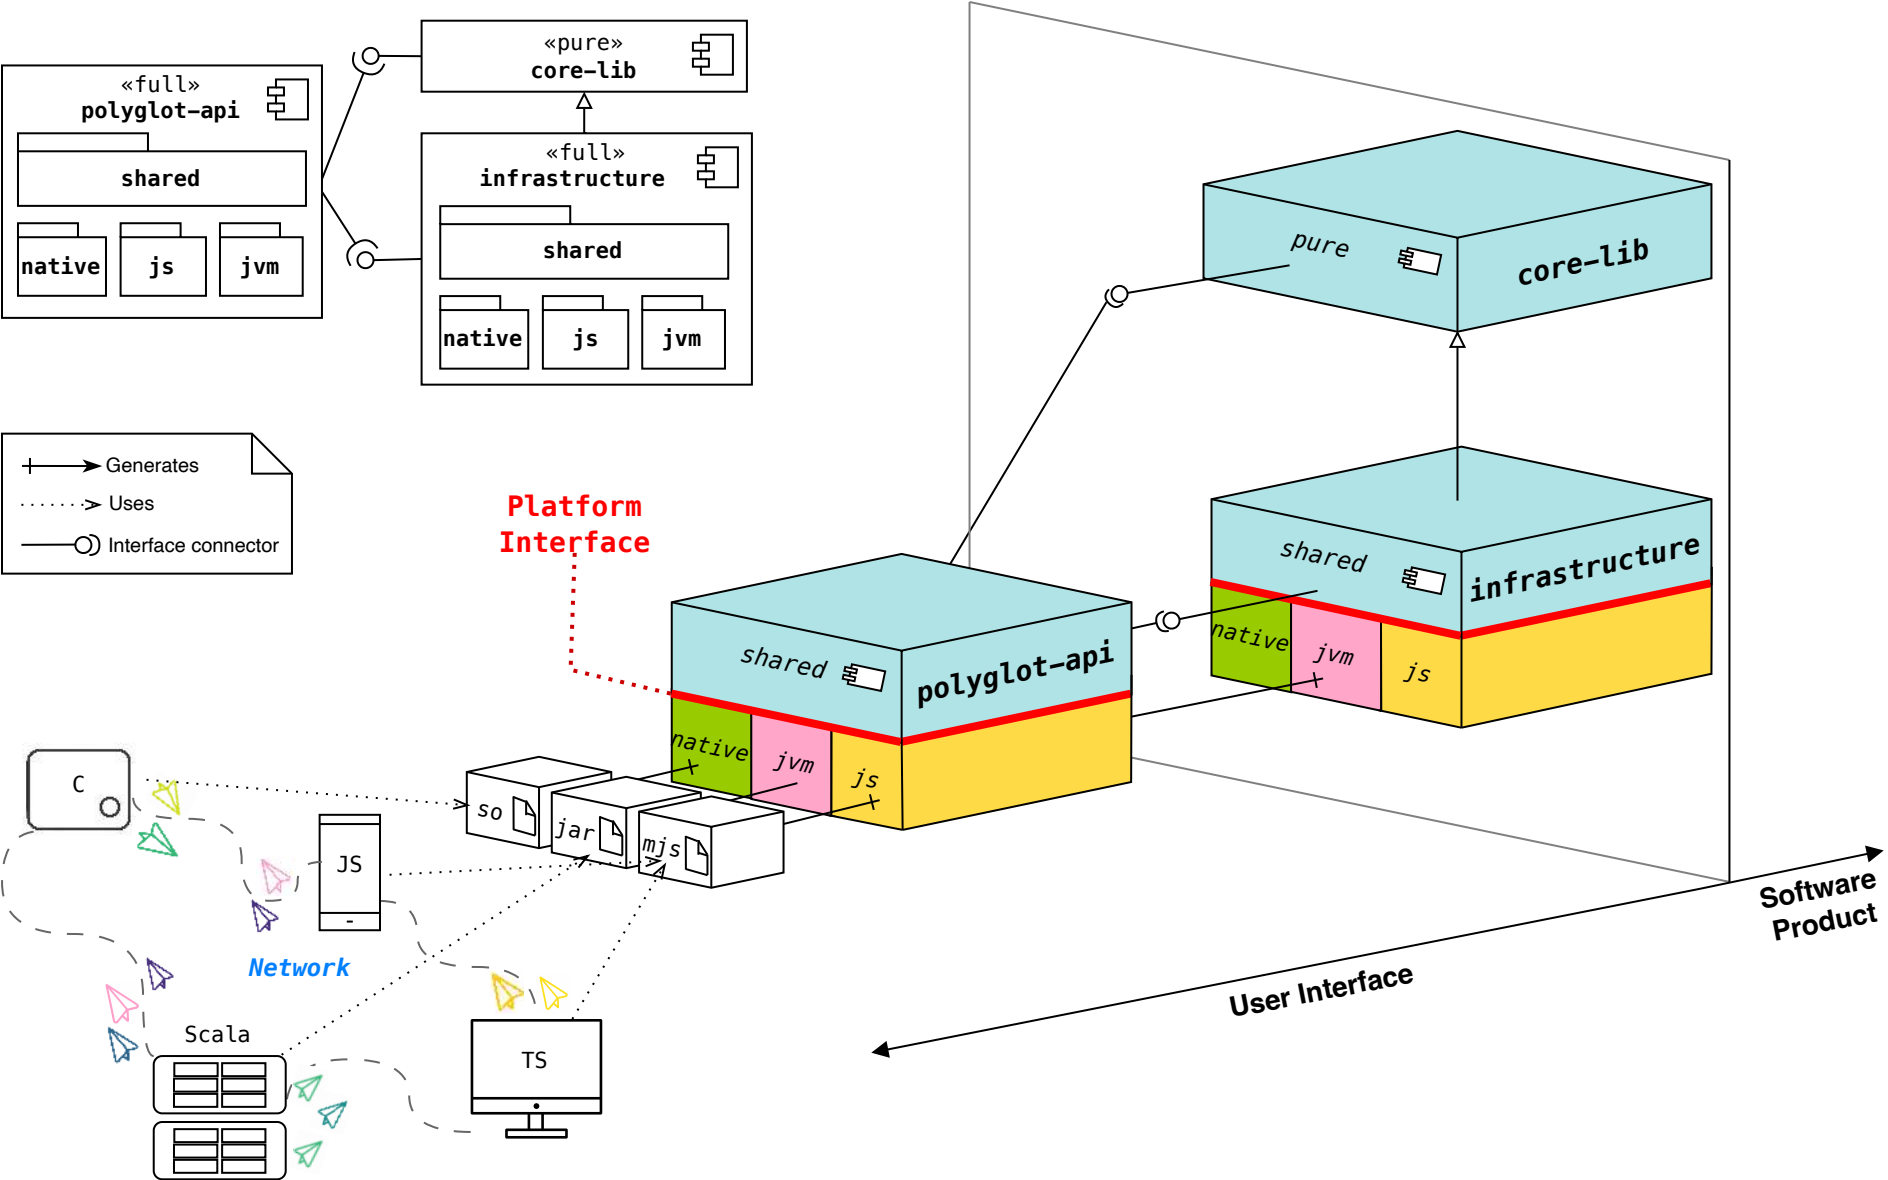 «full»
polyglot-api
shared
native
js
jvm
«pure»
core-lib
«full»
infrastructure
shared
native
js
jvm
Generates
Uses
Interface connector
Platform
Interface
pure
core-lib
shared
infrastructure
native
jvm
js
shared
polyglot-api
native
jvm
js
so
jar
mjs
C
JS
Network
Scala
TS
User Interface
Software
Product